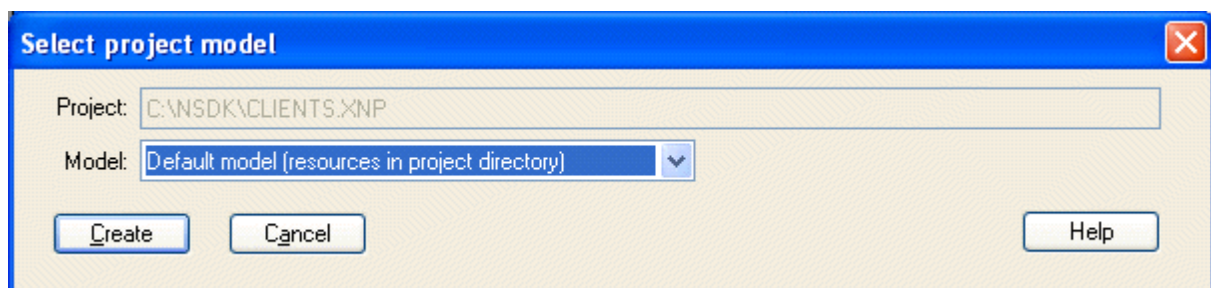 Select project model
Project: C:\NSDK\CLIENTS.XNP
Model: Default model (resources in project directory)
Create Cancel Help